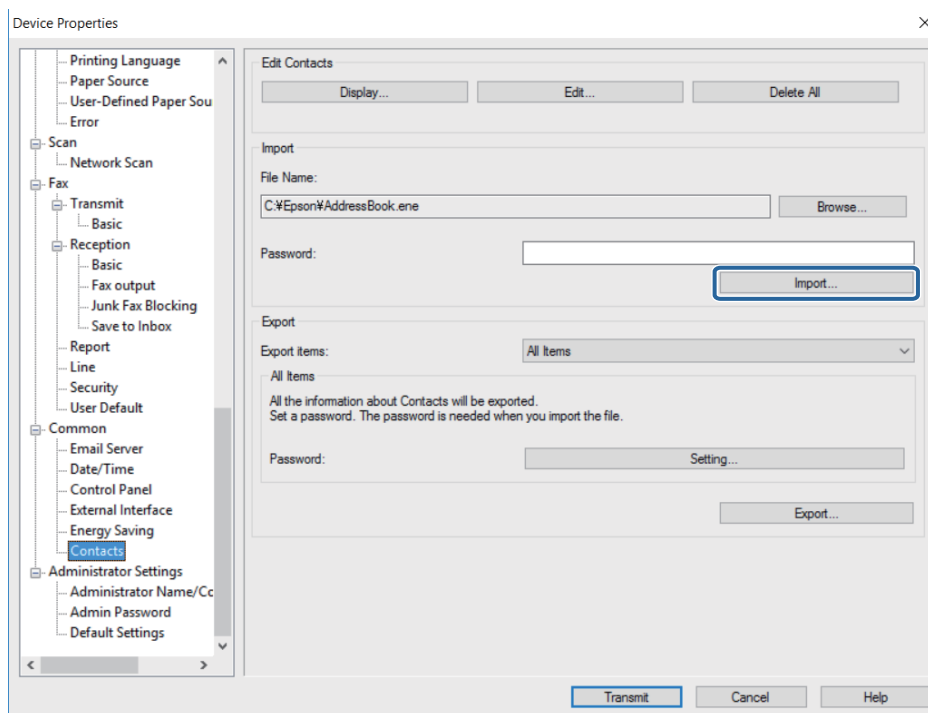 Device Properties
Printing Language
Paper Source
User-Defined Paper Sou
Error
Scan
Network Scan
Fax
Transmit
Basic
Reception
Basic
Fax output
Junk Fax Blocking
Save to Inbox
Report
Line
Security
User Default
Common
Email Server
Date/Time
Control Panel
External Interface
Energy Saving
Contacts
Administrator Settings
Administrator Name/Cc
Admin Password
Default Settings
Edit Contacts
Display...
Edit...
Delete All
Import
File Name:
C:¥Epson¥AddressBook.ene
Browse...
Password:
Import...
Export
Export items:
All Items
All Items
All the information about Contacts will be exported.
Set a password. The password is needed when you import the file.
Password:
Setting...
Export...
Transmit
Cancel
Help